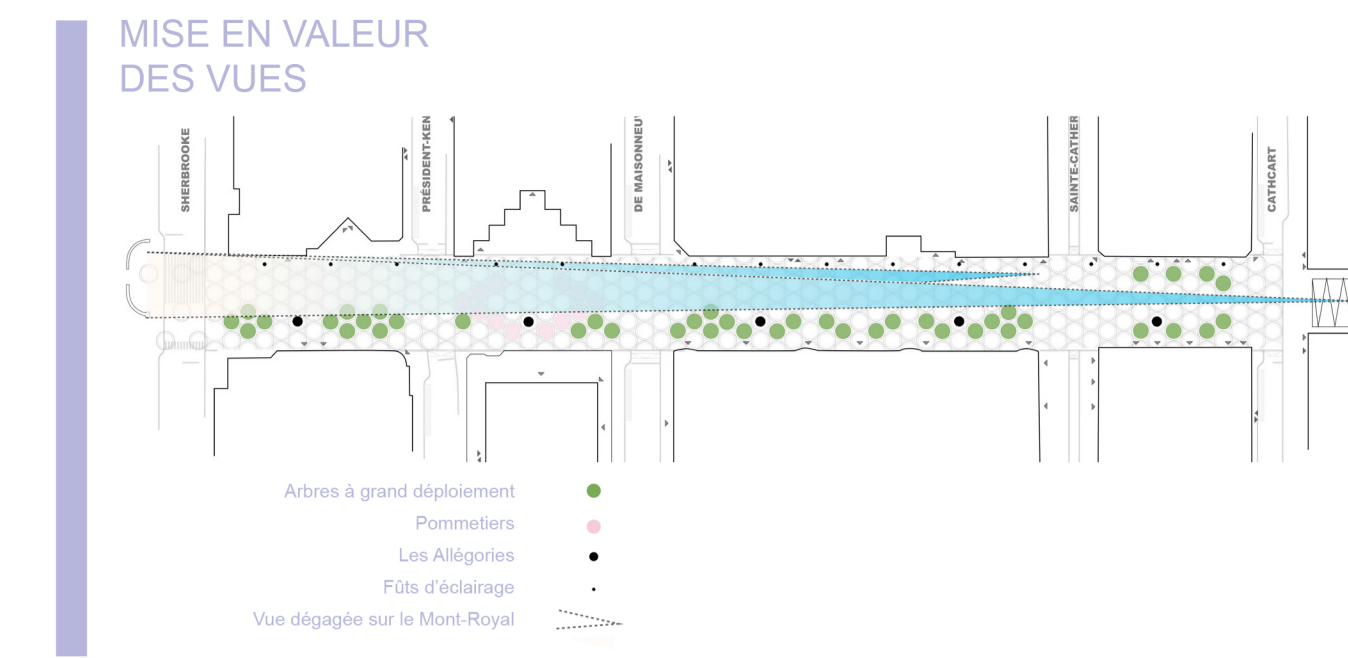 MISE EN VALEUR
DES VUES
SHERBROOKE
PRÉSIDENT-KEN
DE MAISONNEU
SAINTE-CATHER
CATHCART
Arbres à grand déploiement
Pommetiers
Les Allégories
Fûts d'éclairage
Vue dégagée sur le Mont-Royal